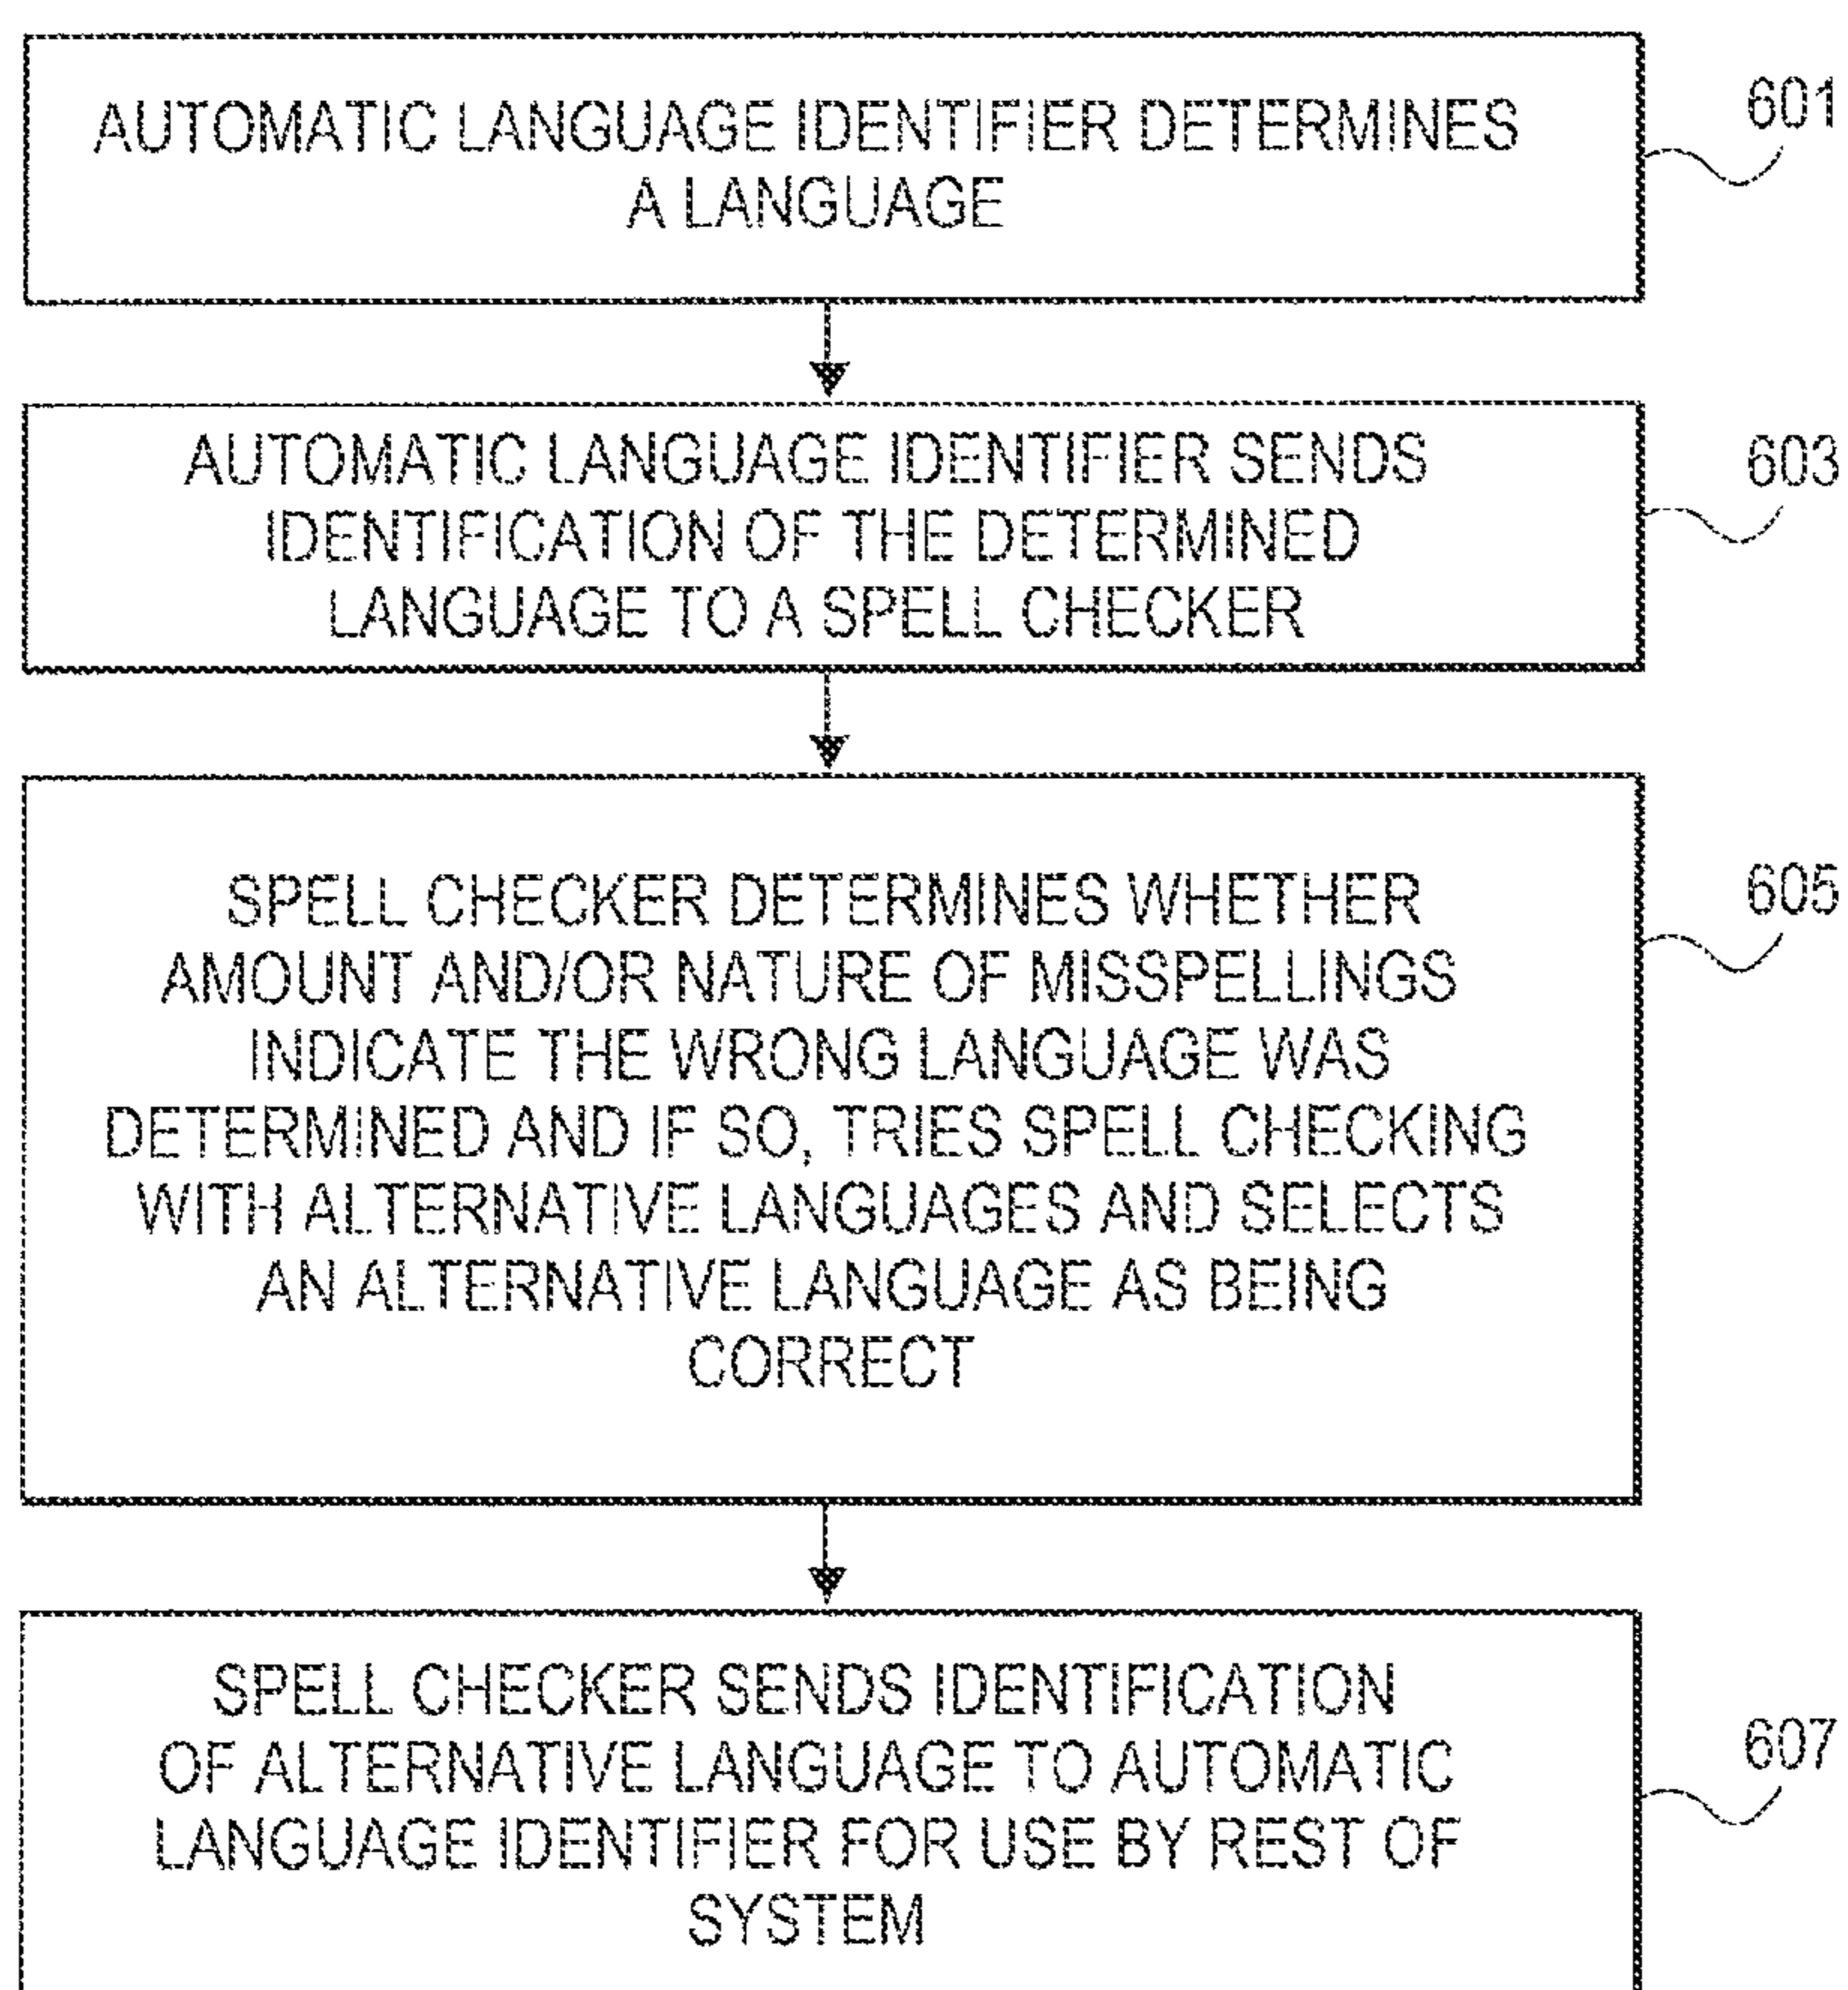 AUTOMATIC LANGUAGE IDENTIFIER DETERMINES
A LANGUAGE
601
AUTOMATIC LANGUAGE IDENTIFIER SENDS
IDENTIFICATION OF THE DETERMINED
LANGUAGE TO A SPELL CHECKER
603
SPELL CHECKER DETERMINES WHETHER
AMOUNT AND/OR NATURE OF MISSPELLINGS
INDICATE THE WRONG LANGUAGE WAS
DETERMINED AND IF SO, TRIES SPELL CHECKING
WITH ALTERNATIVE LANGUAGES AND SELECTS
AN ALTERNATIVE LANGUAGE AS BEING
CORRECT
605
SPELL CHECKER SENDS IDENTIFICATION
OF ALTERNATIVE LANGUAGE TO AUTOMATIC
LANGUAGE IDENTIFIER FOR USE BY REST OF
SYSTEM
607